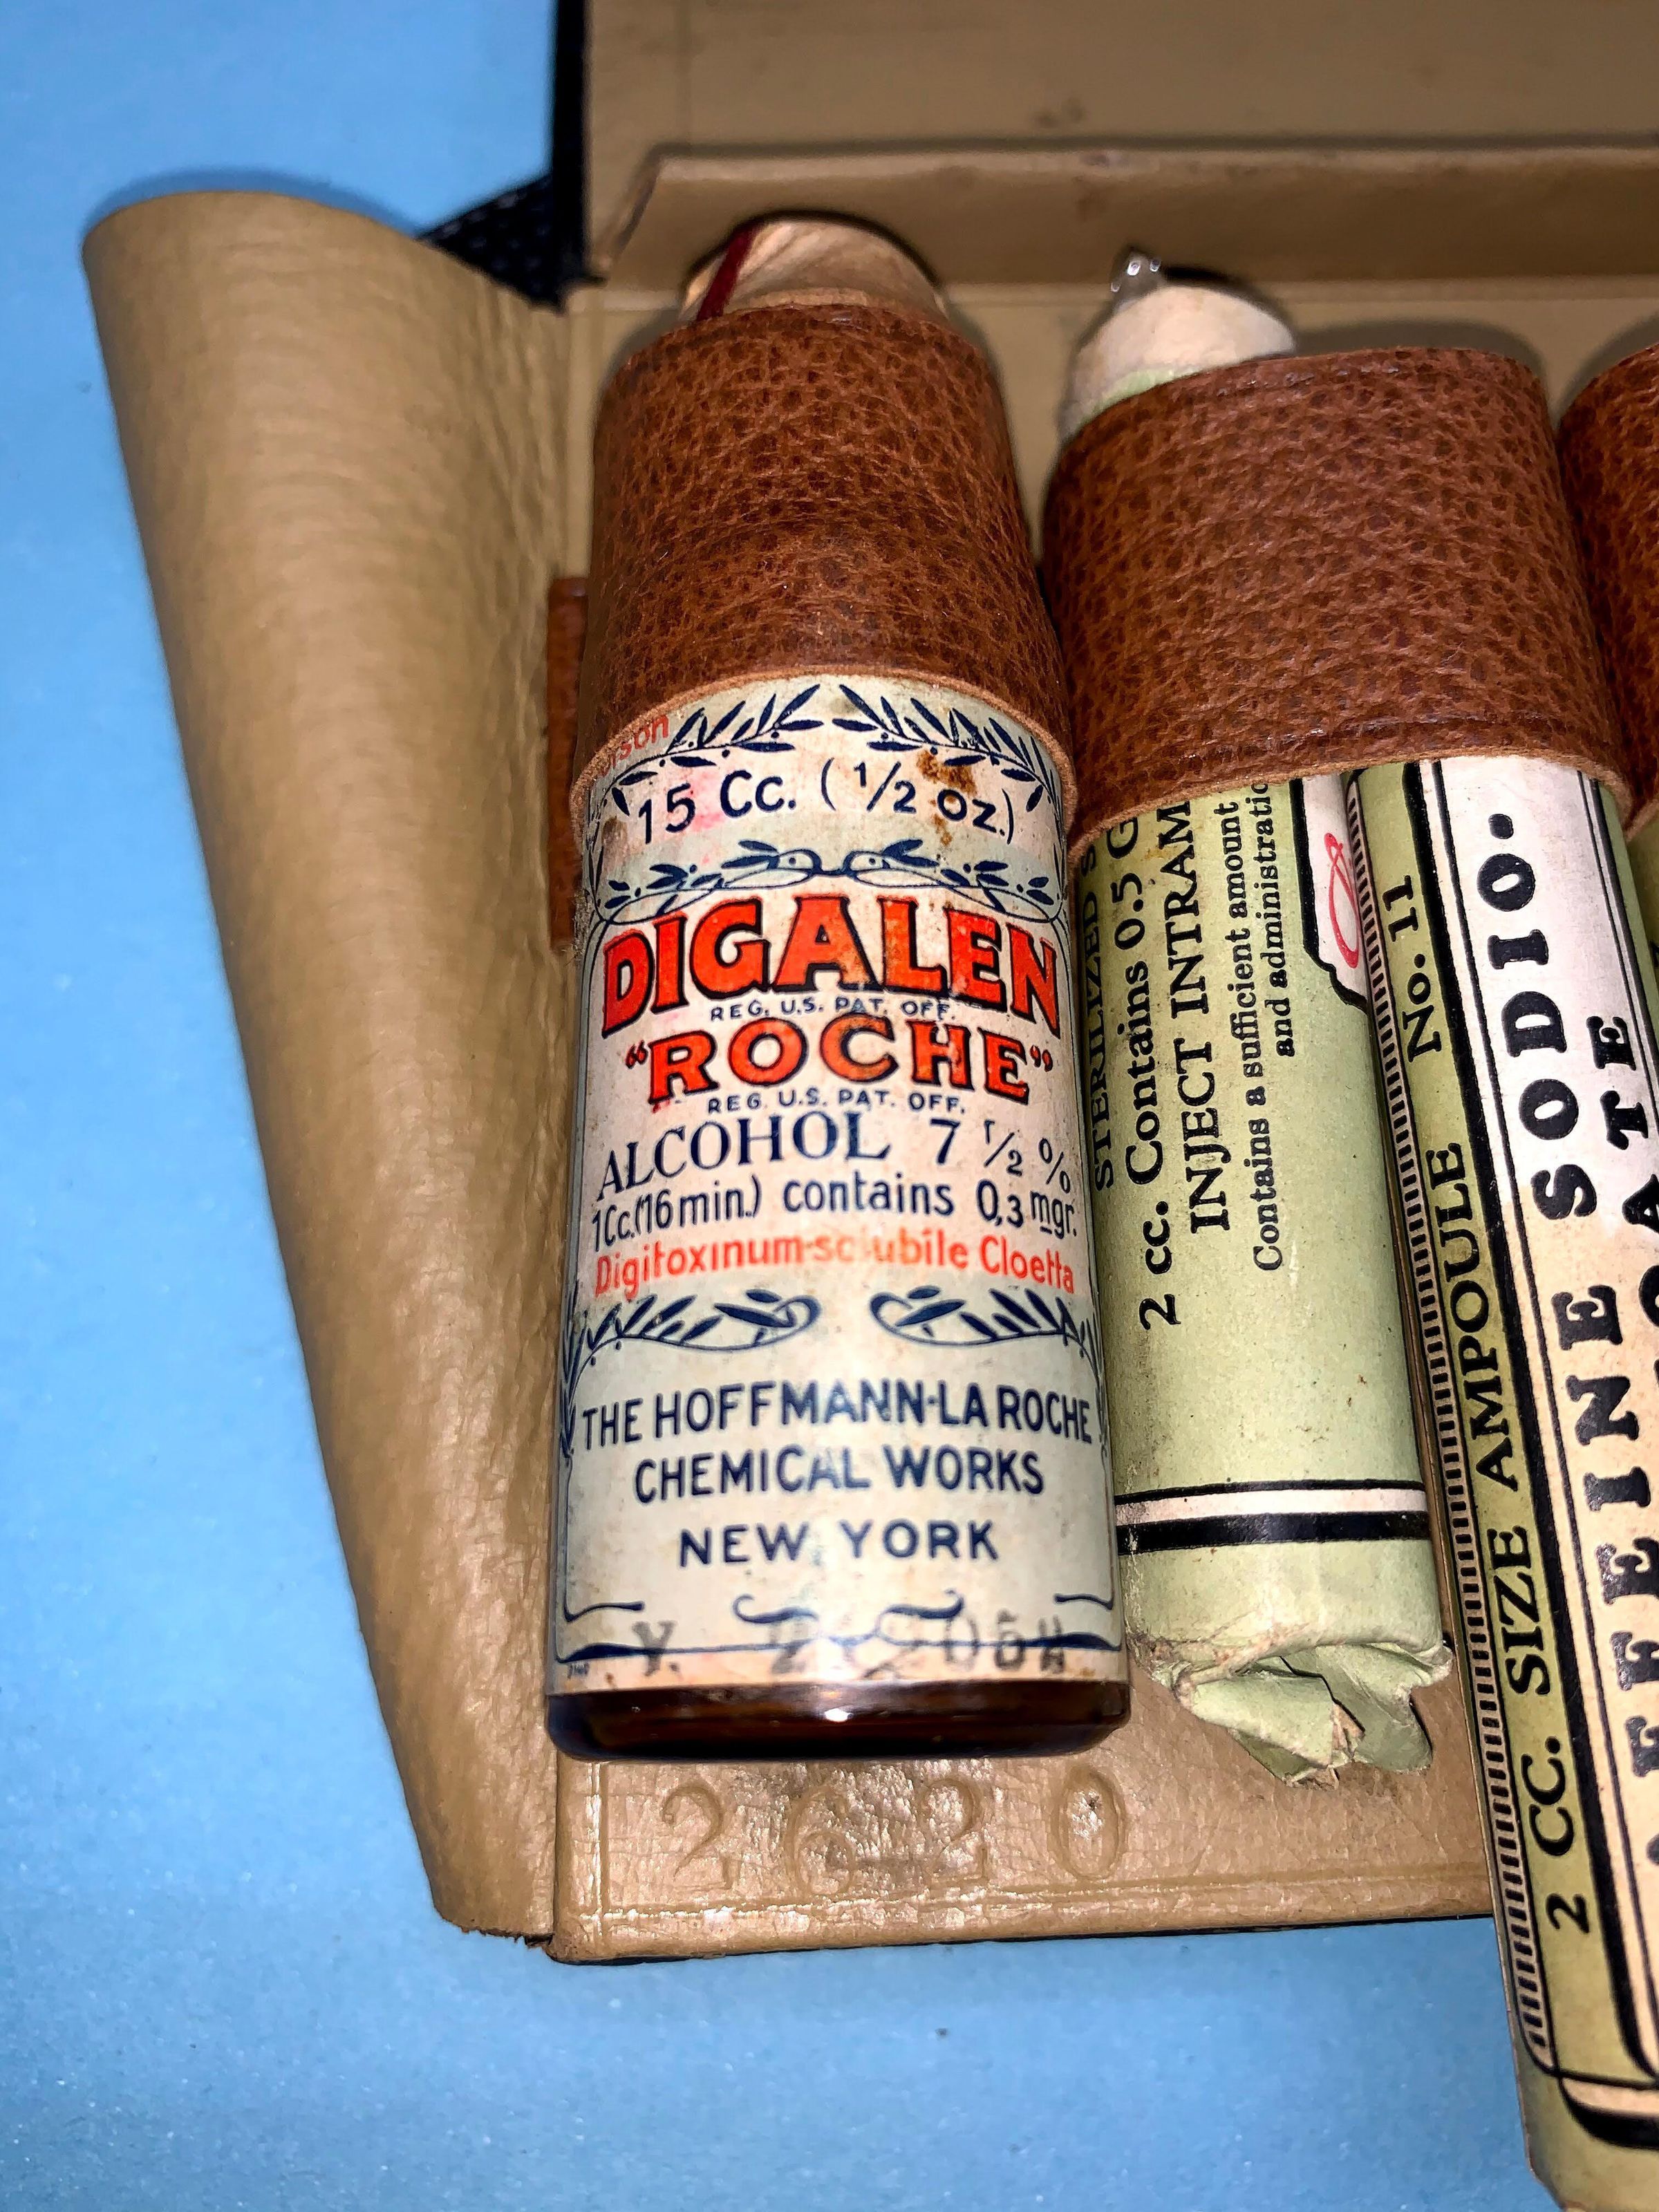 15 Cc. (1/2 oz.)
DIGALEN
REG. U.S. PAT. OFF.
"ROCHE"
REG. U.S. PAT. OFF.
ALCOHOL 7 1/2 %
1Cc.(16 min.) contains 0,3 mgr.
Digitoxinum-solubile Cloetta
THE HOFFMANN-LA ROCHE
CHEMICAL WORKS
NEW YORK
2620
STERILIZED
2 cc. Contains 0.5 G
INJECT INTRAM
Contains a sufficient amount
and administratio
2 CC. SIZE AMPOULE No. 11
SODIO.